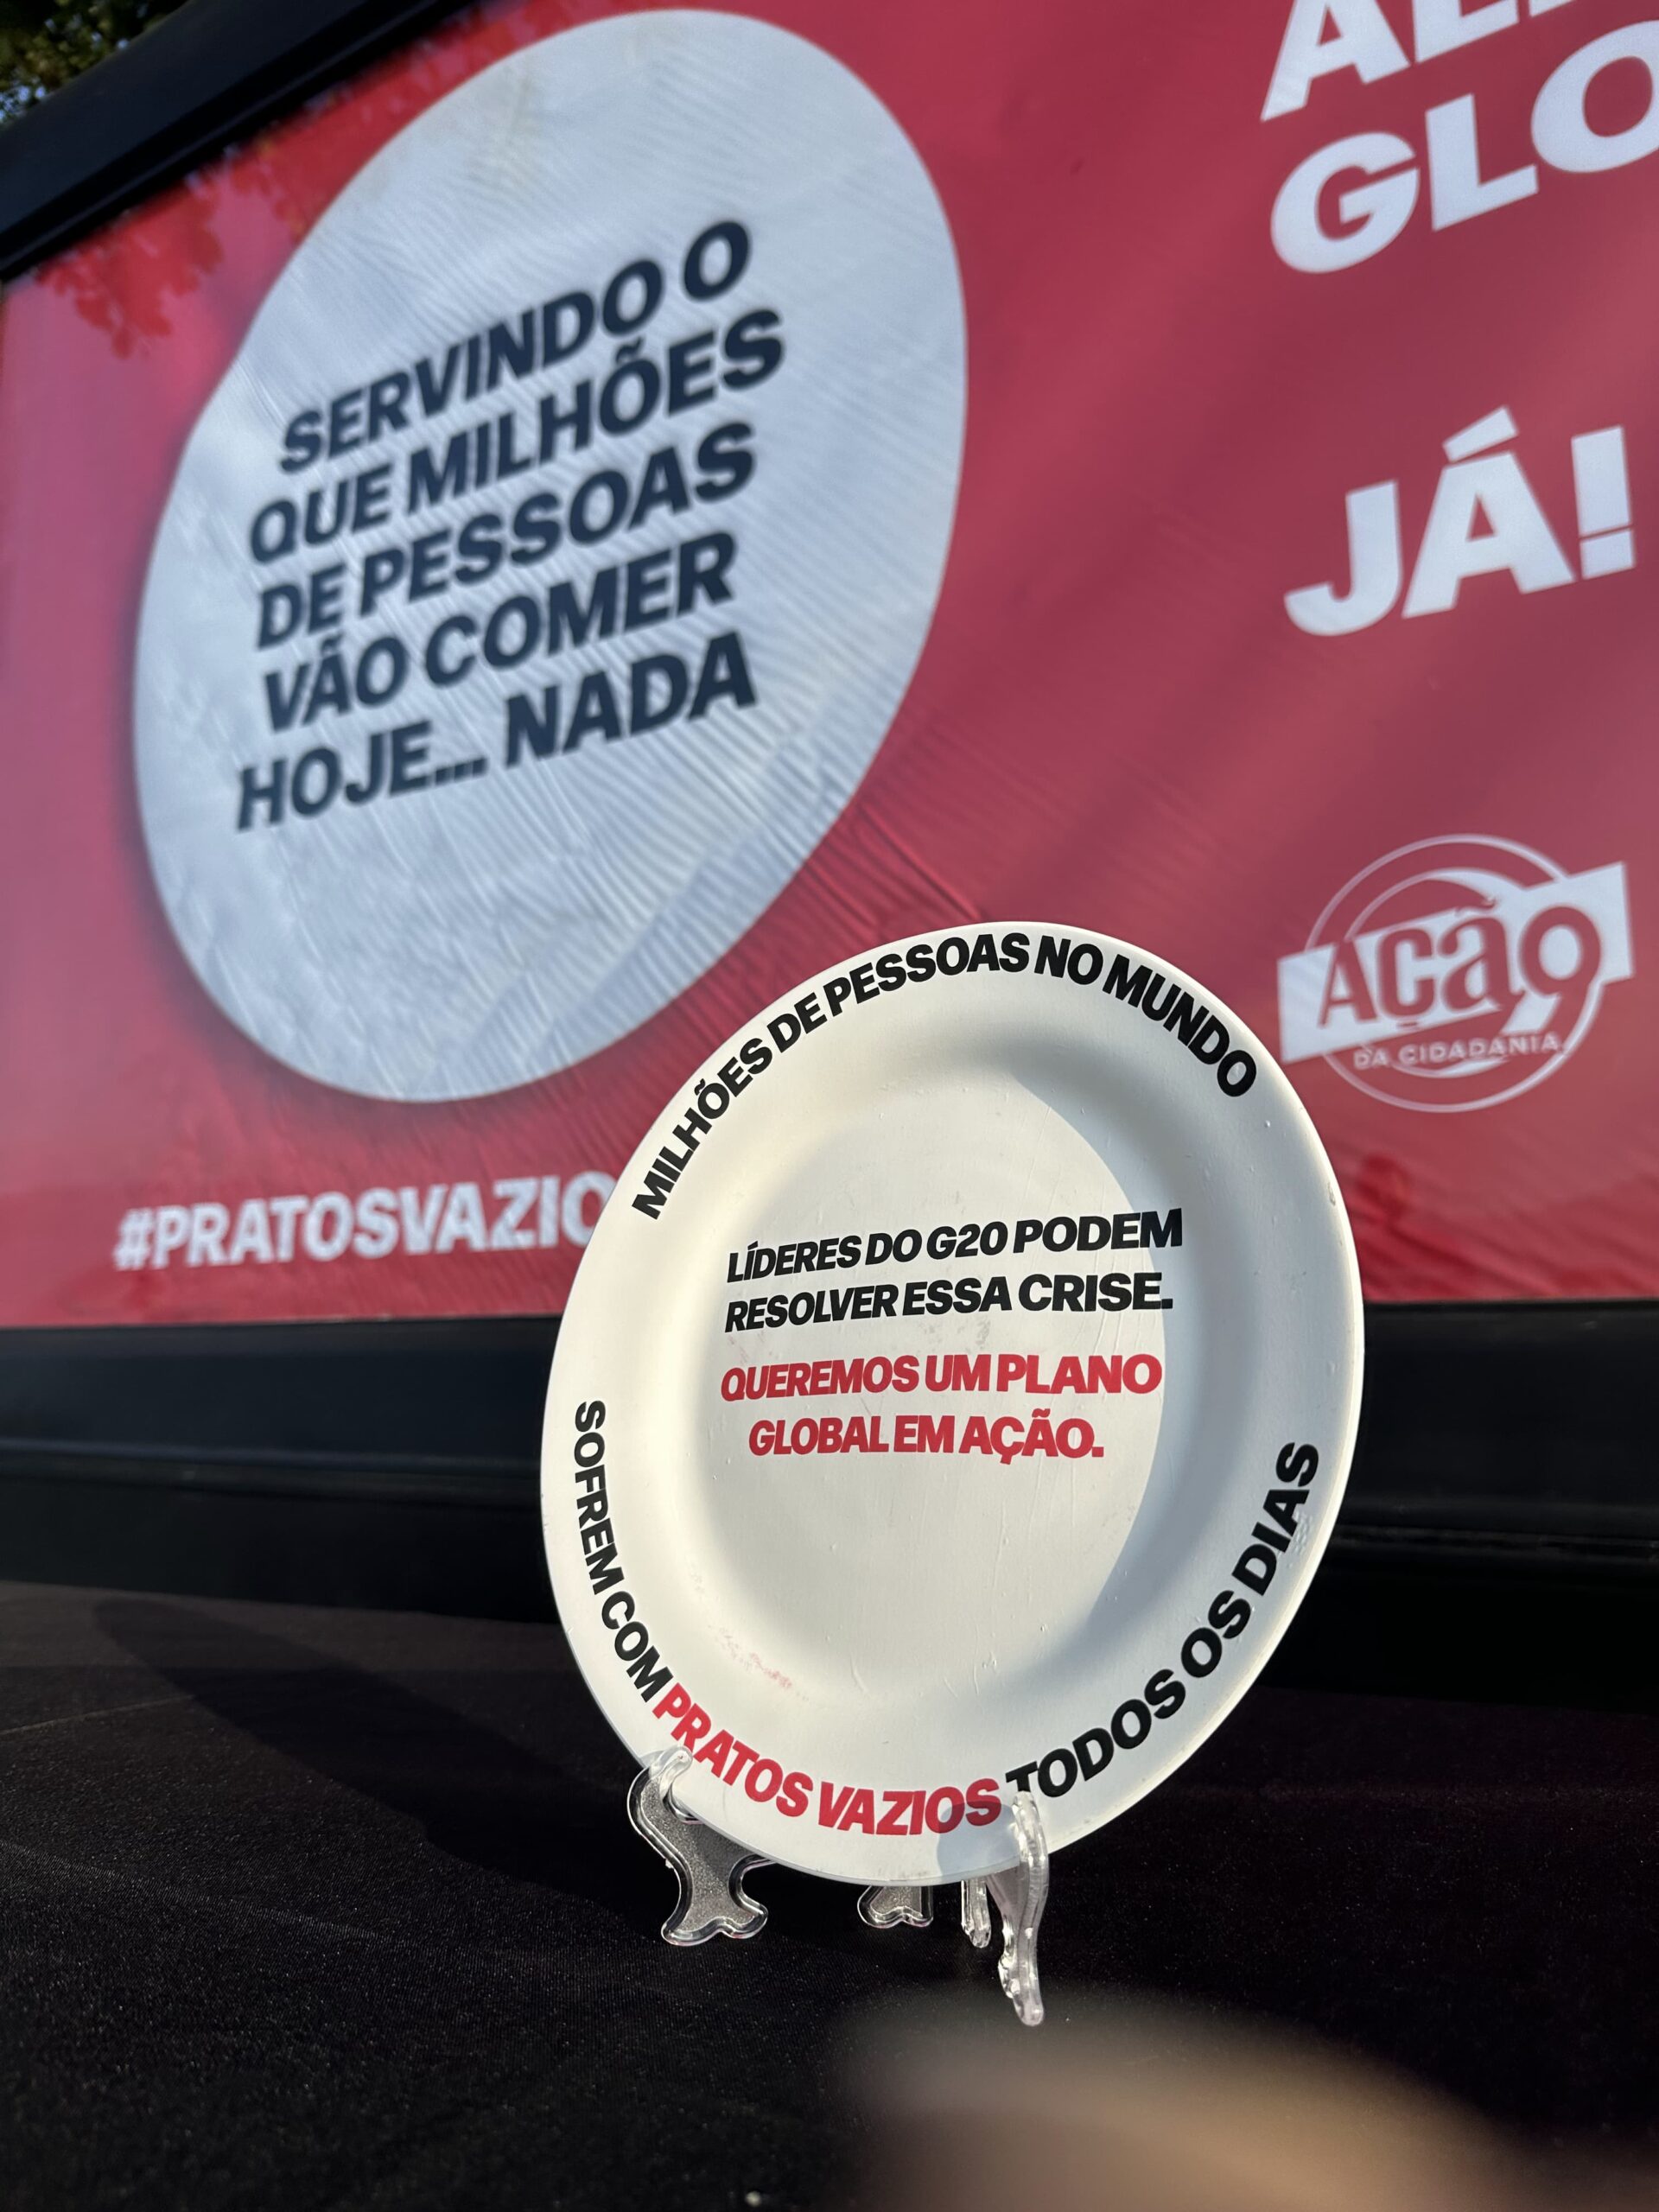 SERVINDO O
QUE MILHÕES
DE PESSOAS
VÃO COMER
HOJE... NADA
JÁ!
AÇÃO
DA CIDADANIA
MILHÕES DE PESSOAS NO MUNDO
LÍDERES DO G20 PODEM
RESOLVER ESSA CRISE.
QUEREMOS UM PLANO
GLOBAL EM AÇÃO.
SOFREM COM PRATOS VAZIOS TODOS OS DIAS